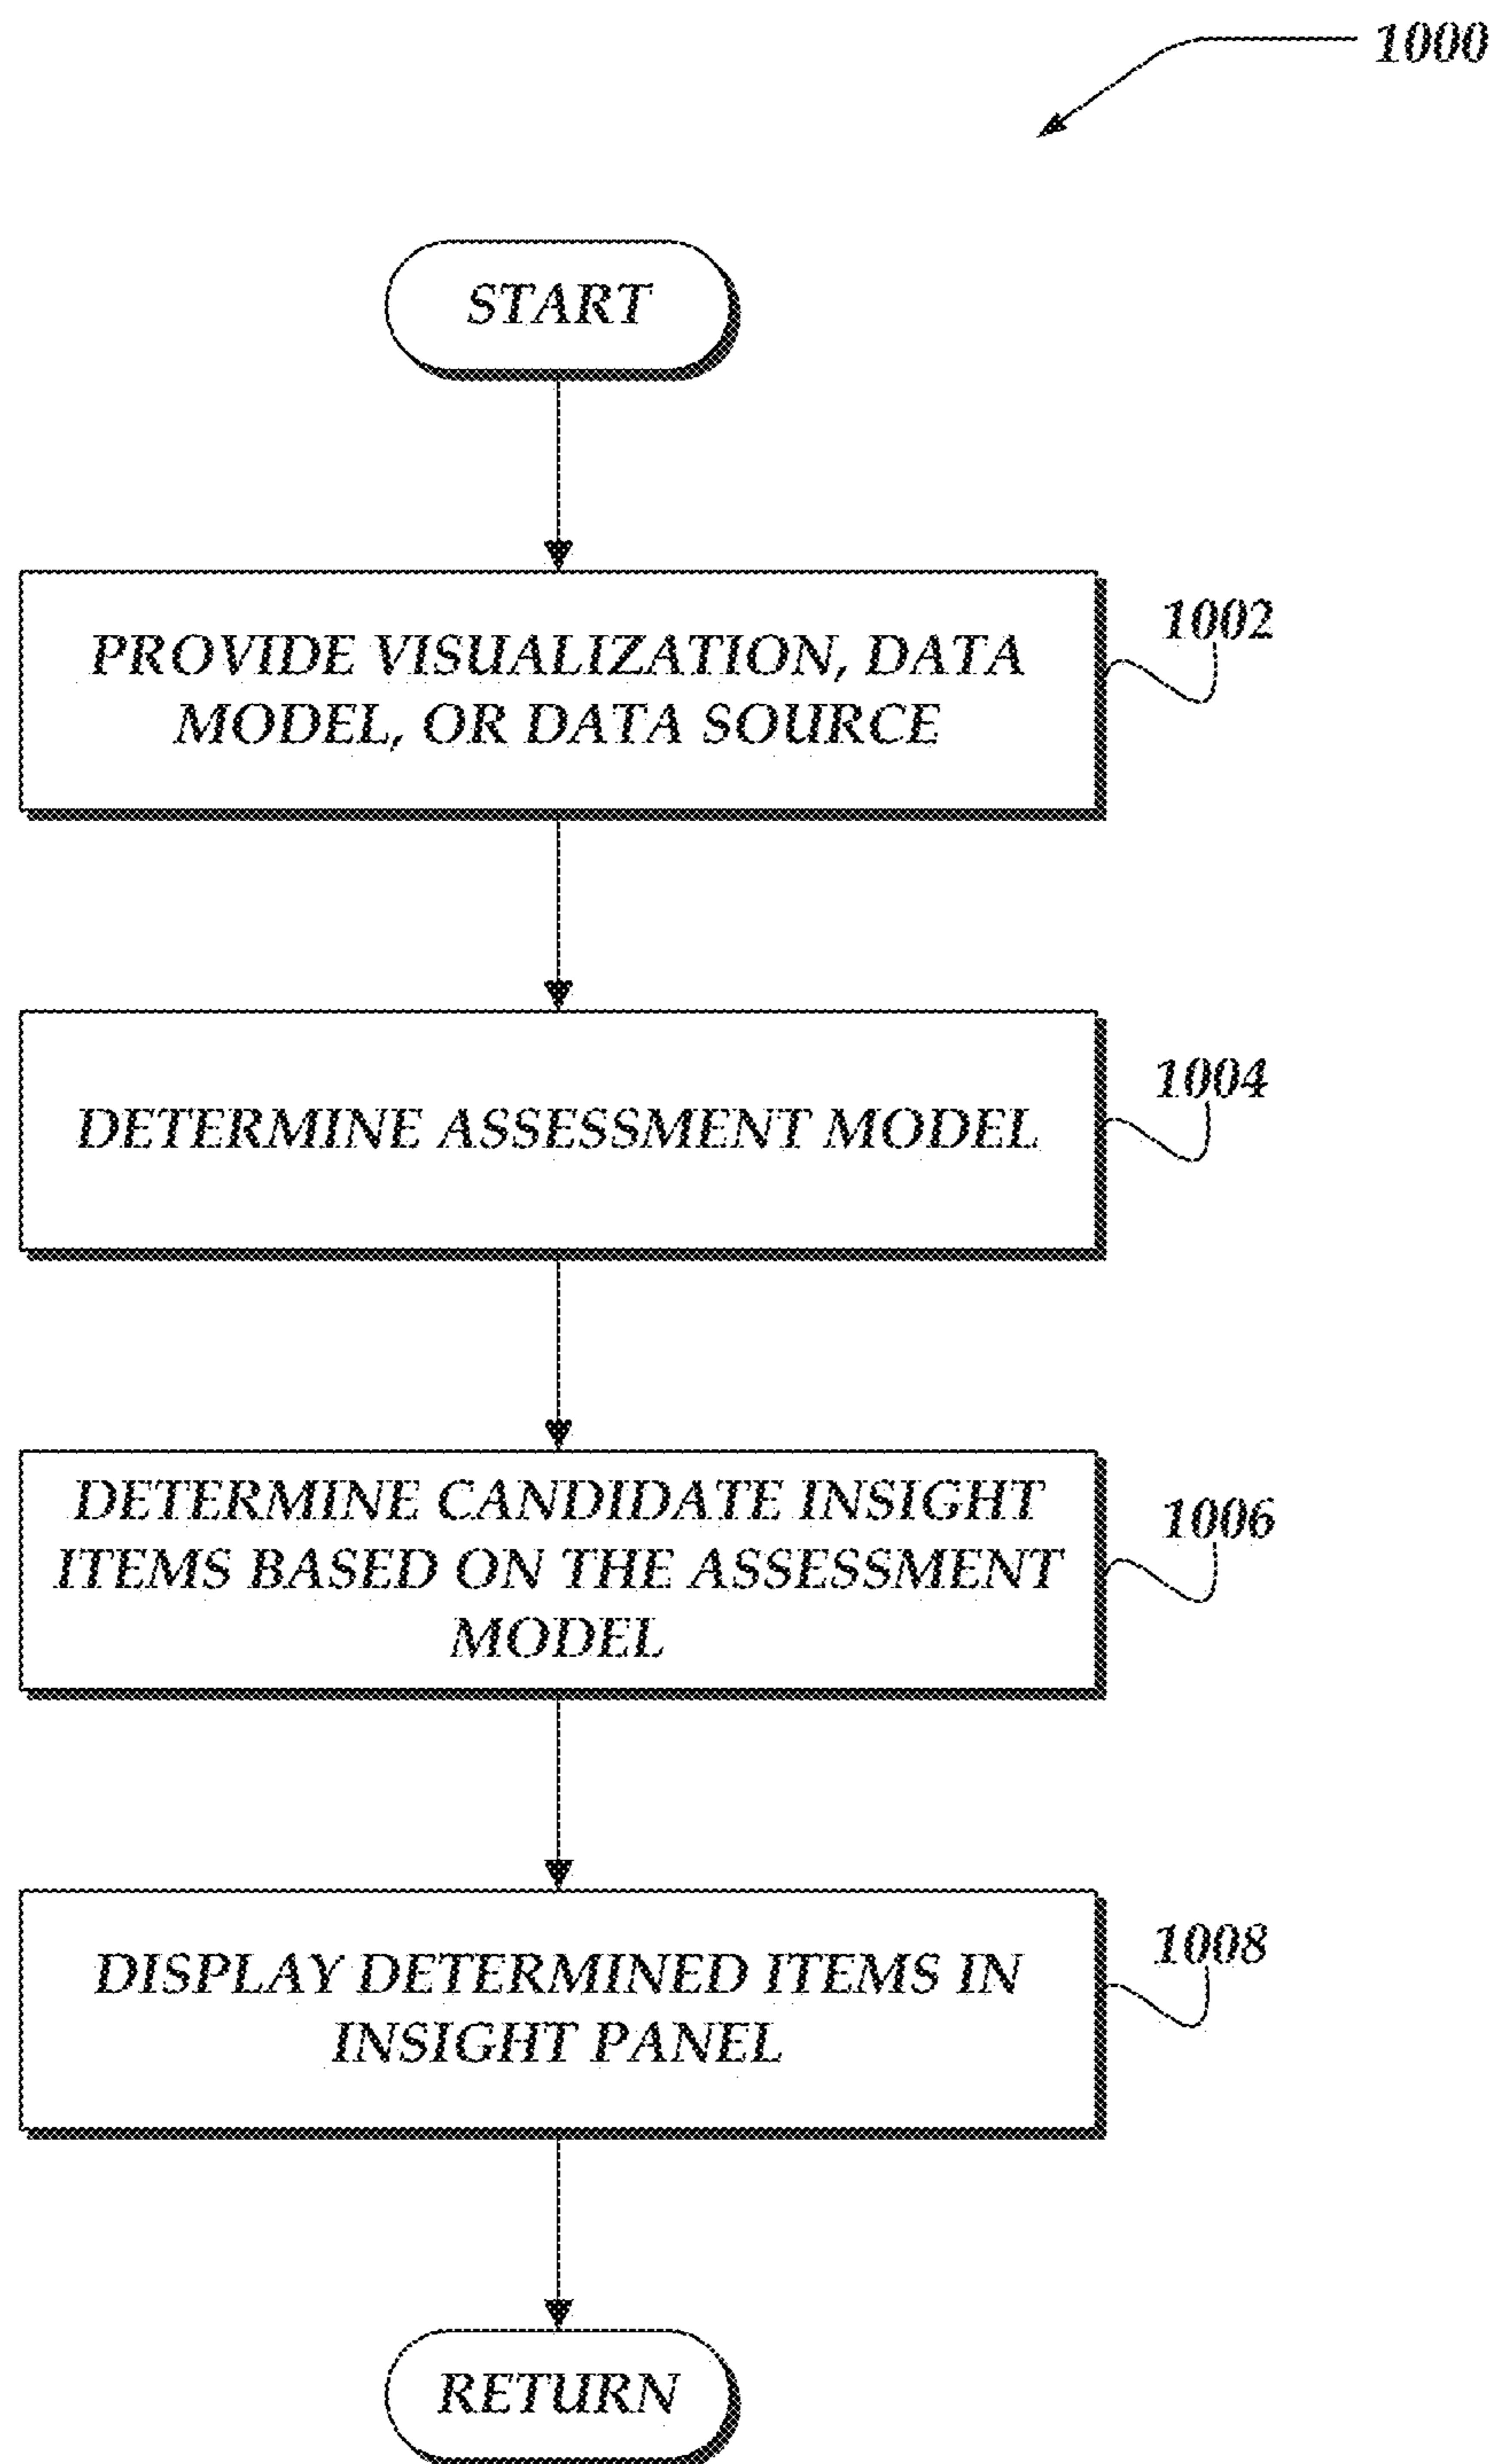 1000
START
PROVIDE VISUALIZATION, DATA
MODEL, OR DATA SOURCE
1002
DETERMINE ASSESSMENT MODEL
1004
DETERMINE CANDIDATE INSIGHT
ITEMS BASED ON THE ASSESSMENT
MODEL
1006
DISPLAY DETERMINED ITEMS IN
INSIGHT PANEL
1008
RETURN